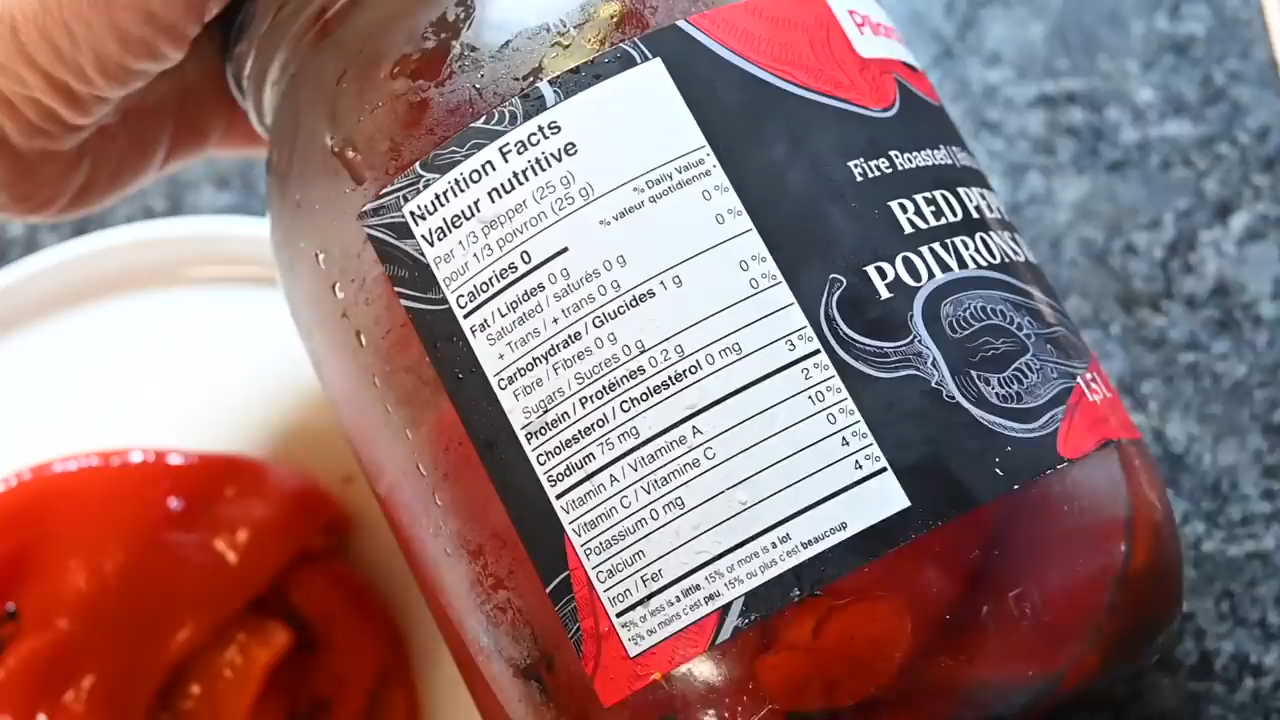 Nutrition Facts
Valeur nutritive
Per 1/3 pepper (25 g)
pour 1/3 poivron (25 g)
% Daily Value*
% valeur quotidienne*
Calories 0
Fat / Lipides 0 g 0 %
Saturated / saturés 0 g
+ Trans / + trans 0 g 0 %
Carbohydrate / Glucides 1 g
Fibre / Fibres 0 g 0 %
Sugars / Sucres 0 g 0 %
Protein / Protéines 0.2 g
Cholesterol / Cholestérol 0 mg
Sodium 75 mg 3 %
Vitamin A / Vitamine A 2 %
Vitamin C / Vitamine C 10 %
Potassium 0 mg 0 %
Calcium 4 %
Iron / Fer 4 %
*5% or less is a little, 15% or more is a lot
*5% ou moins c'est peu, 15% ou plus c'est beaucoup
Fire Roasted
RED
POIVRONS
1,5 L